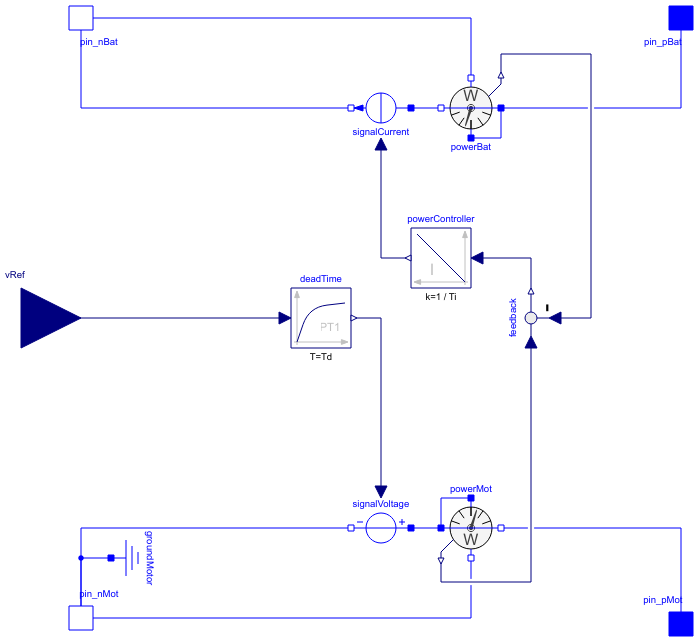 pin_nBat
pin_pBat
W
signalCurrent
powerBat
powerController
I
k=1 / Ti
vRef
deadTime
PT1
T=Td
feedback
-
powerMot
signalVoltage
− +
W
groundMotor
pin_nMot
pin_pMot